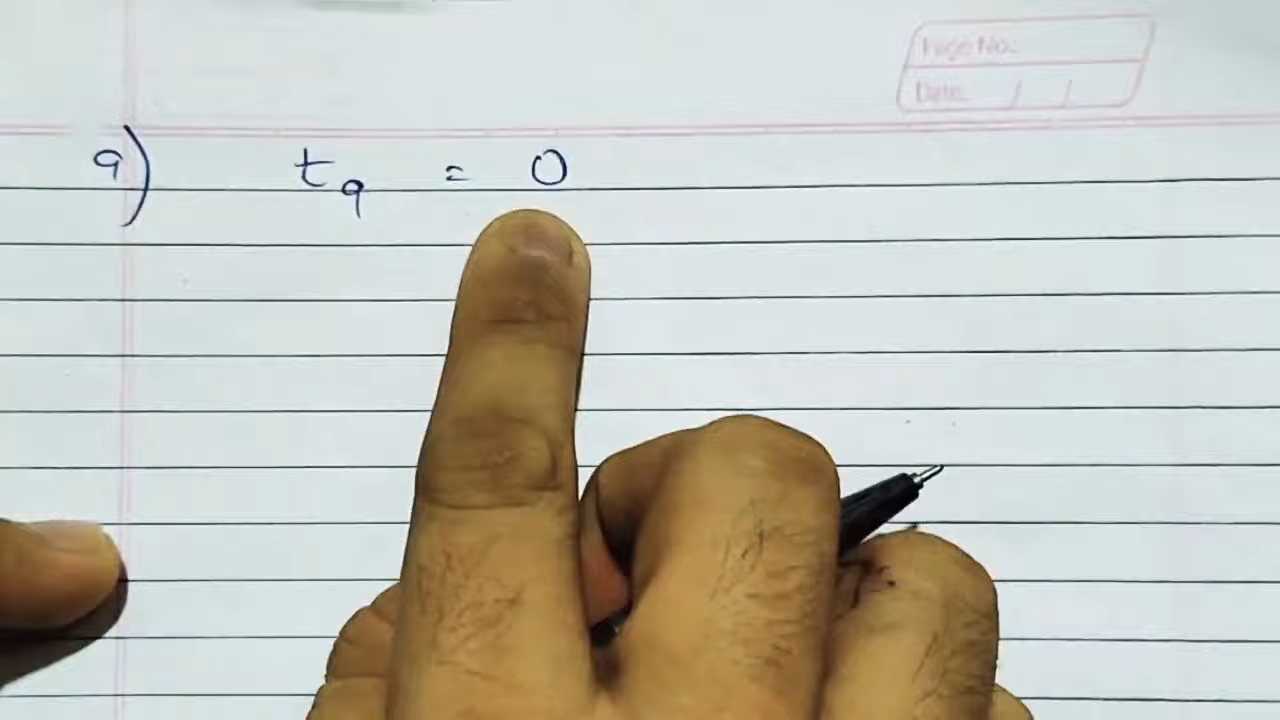 Page No.
Date / /
9) t₉ = 0